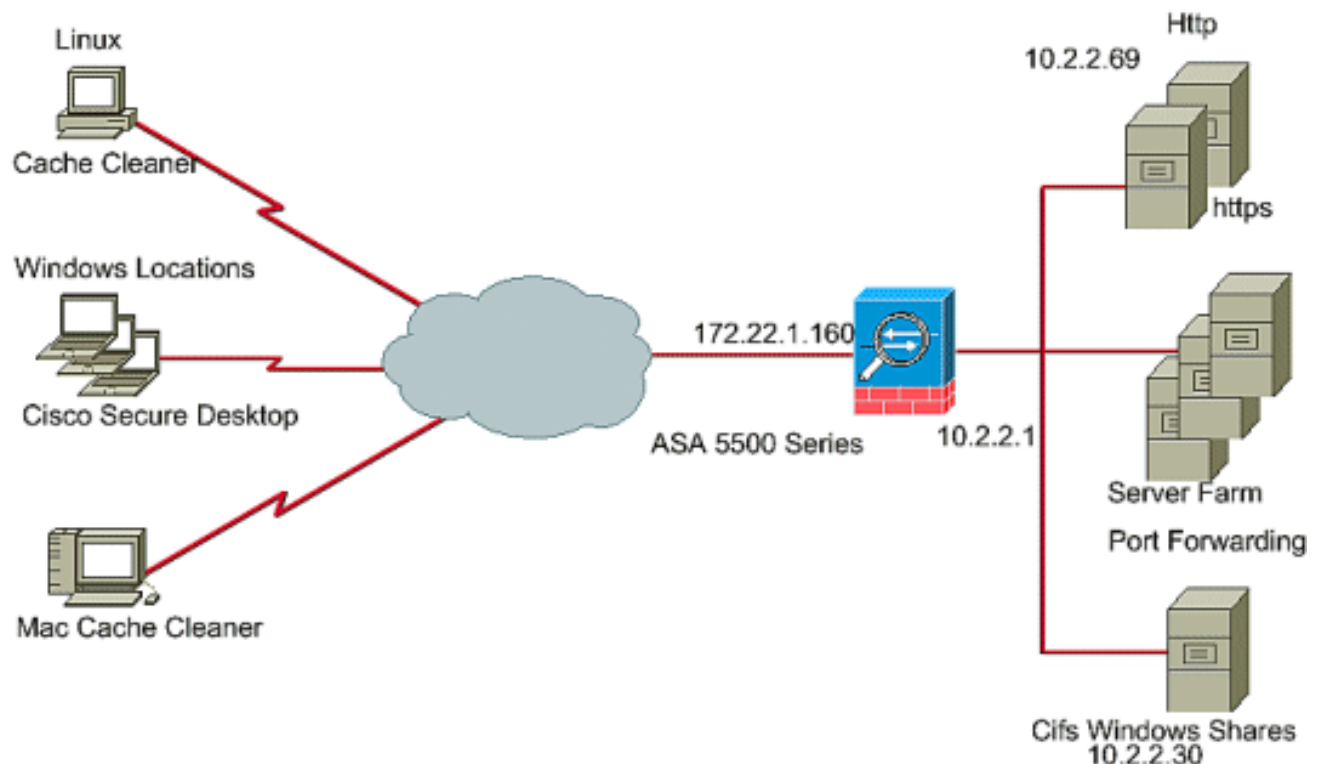 Linux
Cache Cleaner
Windows Locations
Cisco Secure Desktop
Mac Cache Cleaner
172.22.1.160
ASA 5500 Series
10.2.2.1
Http
10.2.2.69
https
Server Farm
Port Forwarding
Cifs Windows Shares
10.2.2.30